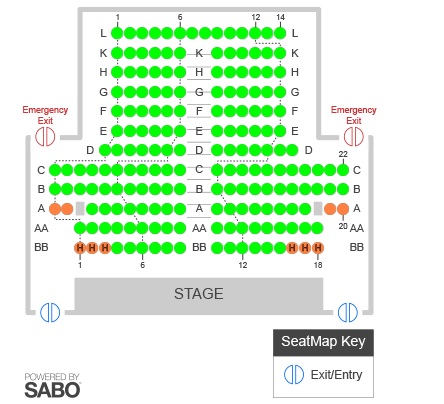 1 6 12 14
L L
K K K
H H H
G G G
F F F
Emergency Exit Emergency Exit
E E E
D D D
22
C C C
B B B
A A A
20
AA AA AA
BB H H H BB H H H BB
1 6 12 18
STAGE
SeatMap Key
Exit/Entry
POWERED BY
SABO